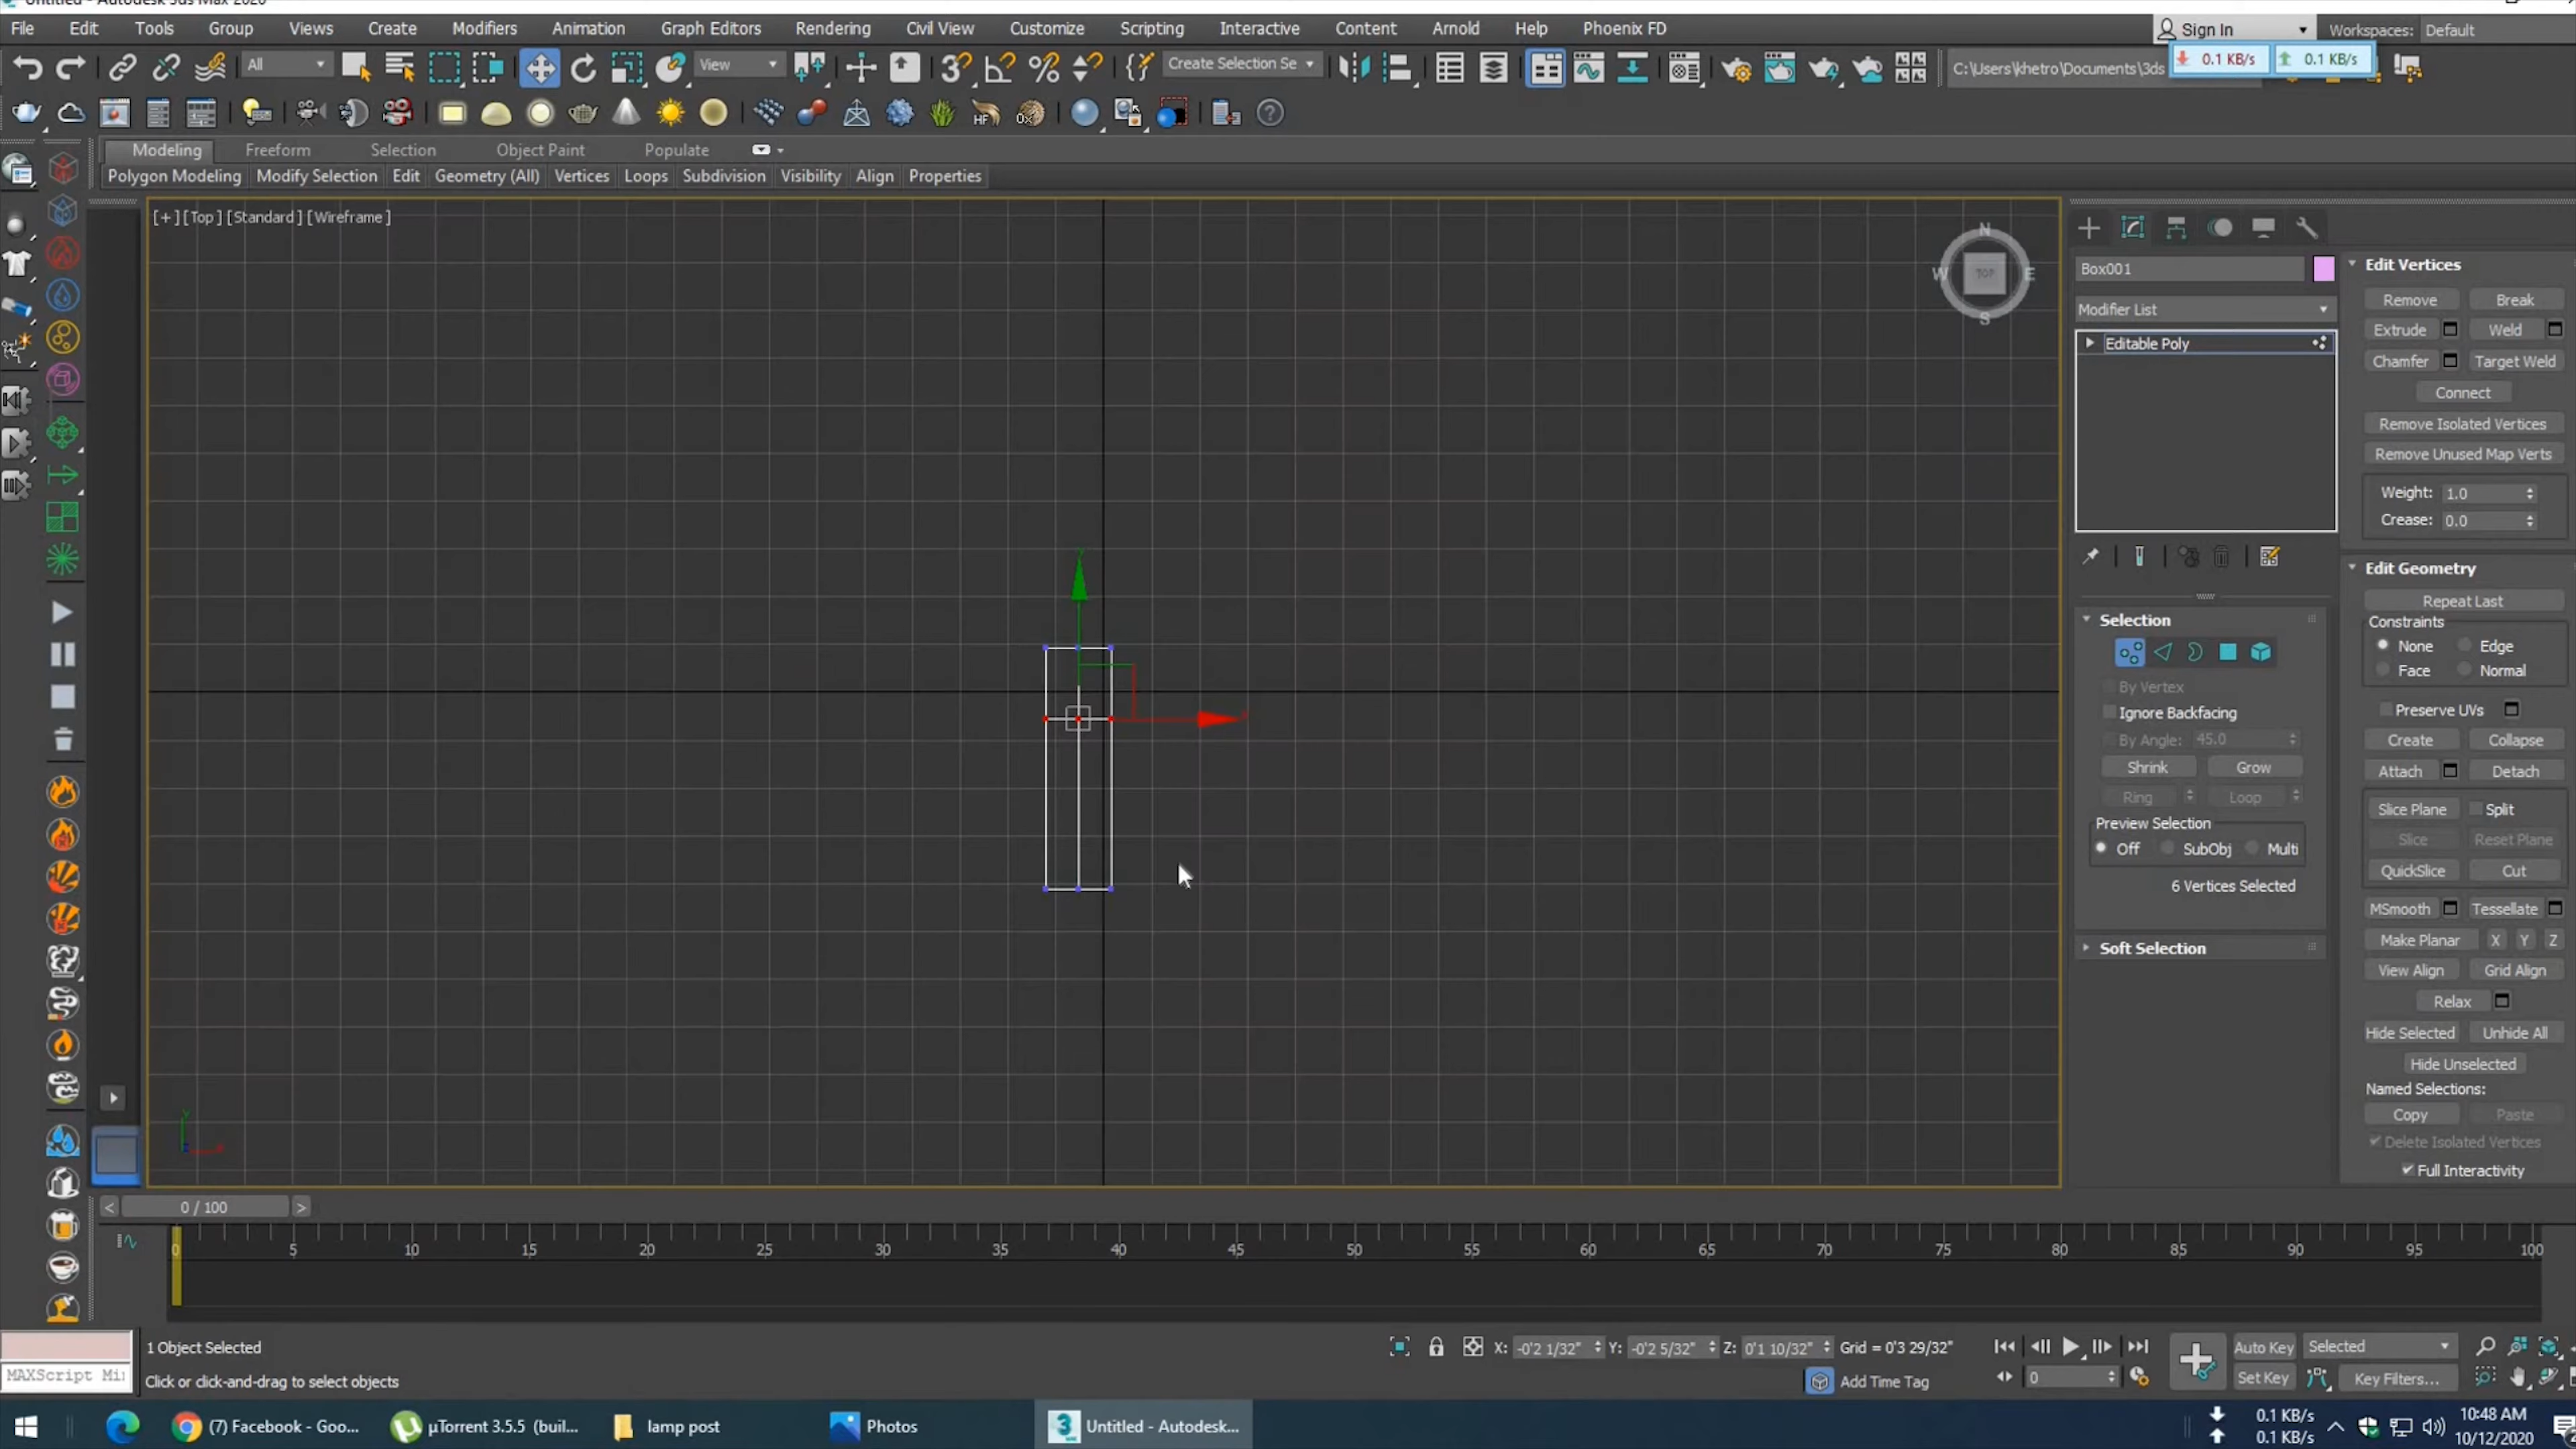 Untitled - Autodesk 3ds Max 2020
File Edit Tools Group Views Create Modifiers Animation Graph Editors Rendering Civil View Customize Scripting Interactive Content Arnold Help Phoenix FD Sign In Workspaces: Default
All View Create Selection Se C:\Users\khetro\Documents\3ds 0.1 KB/s 0.1 KB/s
Modeling Freeform Selection Object Paint Populate
Polygon Modeling Modify Selection Edit Geometry (All) Vertices Loops Subdivision Visibility Align Properties
[+] [Top] [Standard] [Wireframe]
N
W TOP E
S
Box001
Modifier List
Editable Poly
Selection
By Vertex
Ignore Backfacing
By Angle: 45.0
Shrink Grow
Ring Loop
Preview Selection
Off SubObj Multi
6 Vertices Selected
Soft Selection
Edit Vertices
Remove Break
Extrude Weld
Chamfer Target Weld
Connect
Remove Isolated Vertices
Remove Unused Map Verts
Weight: 1.0
Crease: 0.0
Edit Geometry
Repeat Last
Constraints
None Edge
Face Normal
Preserve UVs
Create Collapse
Attach Detach
Slice Plane Split
Slice Reset Plane
QuickSlice Cut
MSmooth Tessellate
Make Planar X Y Z
View Align Grid Align
Relax
Hide Selected Unhide All
Hide Unselected
Named Selections:
Copy Paste
Delete Isolated Vertices
Full Interactivity
< 0 / 100 >
0 5 10 15 20 25 30 35 40 45 50 55 60 65 70 75 80 85 90 95 100
1 Object Selected X: -0'2 1/32" Y: -0'2 5/32" Z: 0'1 10/32" Grid = 0'3 29/32" Auto Key Selected
MAXScript Mi Click or click-and-drag to select objects Add Time Tag 0 Set Key Key Filters...
(7) Facebook - Goo... µTorrent 3.5.5 (buil... lamp post Photos 3 Untitled - Autodesk... 0.1 KB/s 0.1 KB/s 10:48 AM
10/12/2020